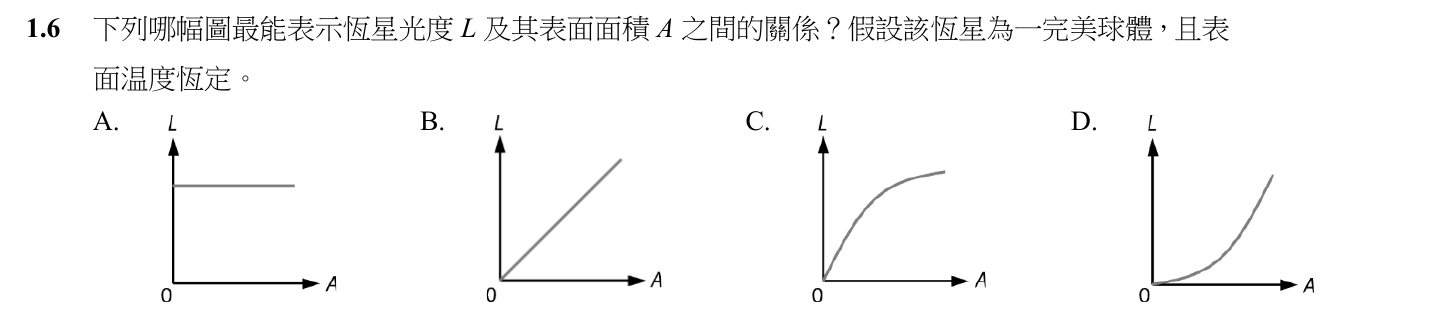 1.6 下列哪幅圖最能表示恆星光度 L 及其表面面積 A 之間的關係？假設該恆星為一完美球體，且表
面温度恆定。
A. B. C. D.
L L L L
A A A A
0 0 0 0